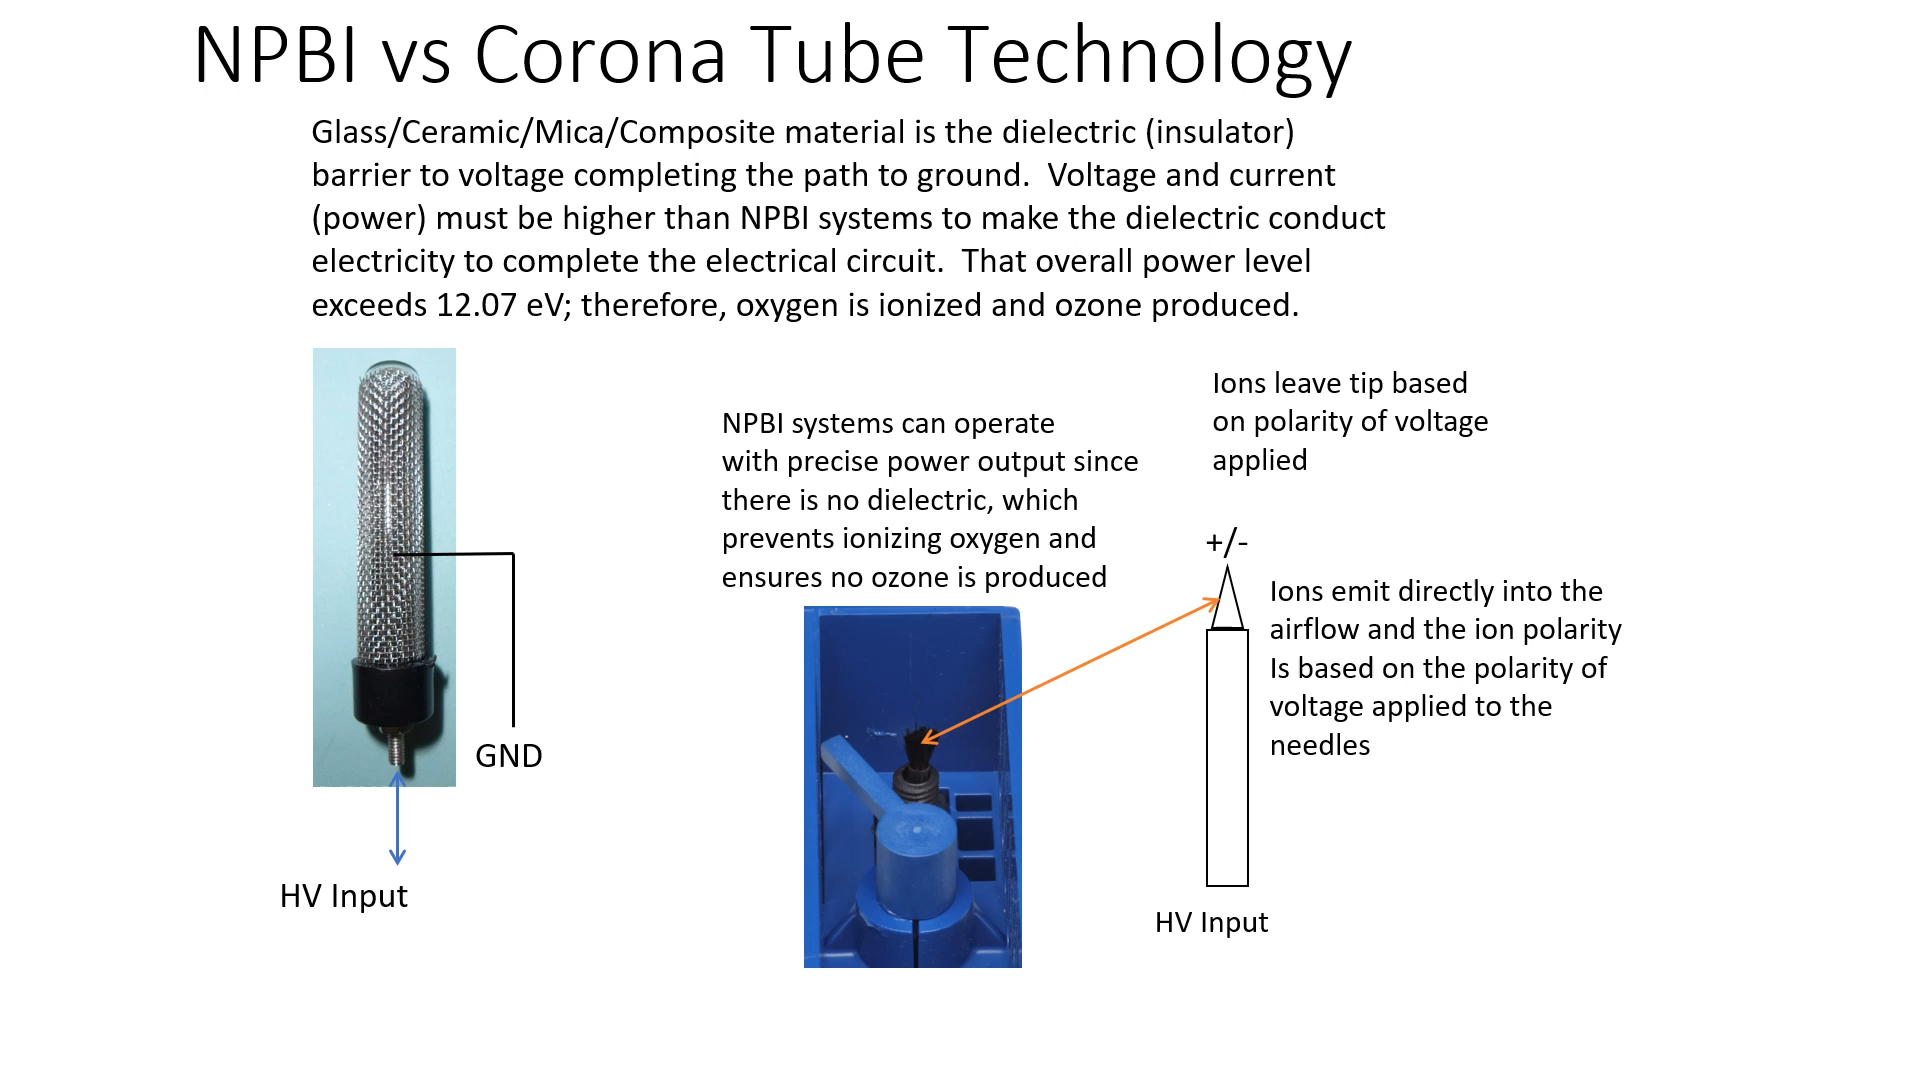 NPBI vs Corona Tube Technology
Glass/Ceramic/Mica/Composite material is the dielectric (insulator)
barrier to voltage completing the path to ground.  Voltage and current
(power) must be higher than NPBI systems to make the dielectric conduct
electricity to complete the electrical circuit.  That overall power level
exceeds 12.07 eV; therefore, oxygen is ionized and ozone produced.
GND
HV Input
NPBI systems can operate
with precise power output since
there is no dielectric, which
prevents ionizing oxygen and
ensures no ozone is produced
Ions leave tip based
on polarity of voltage
applied
+/-
Ions emit directly into the
airflow and the ion polarity
Is based on the polarity of
voltage applied to the
needles
HV Input